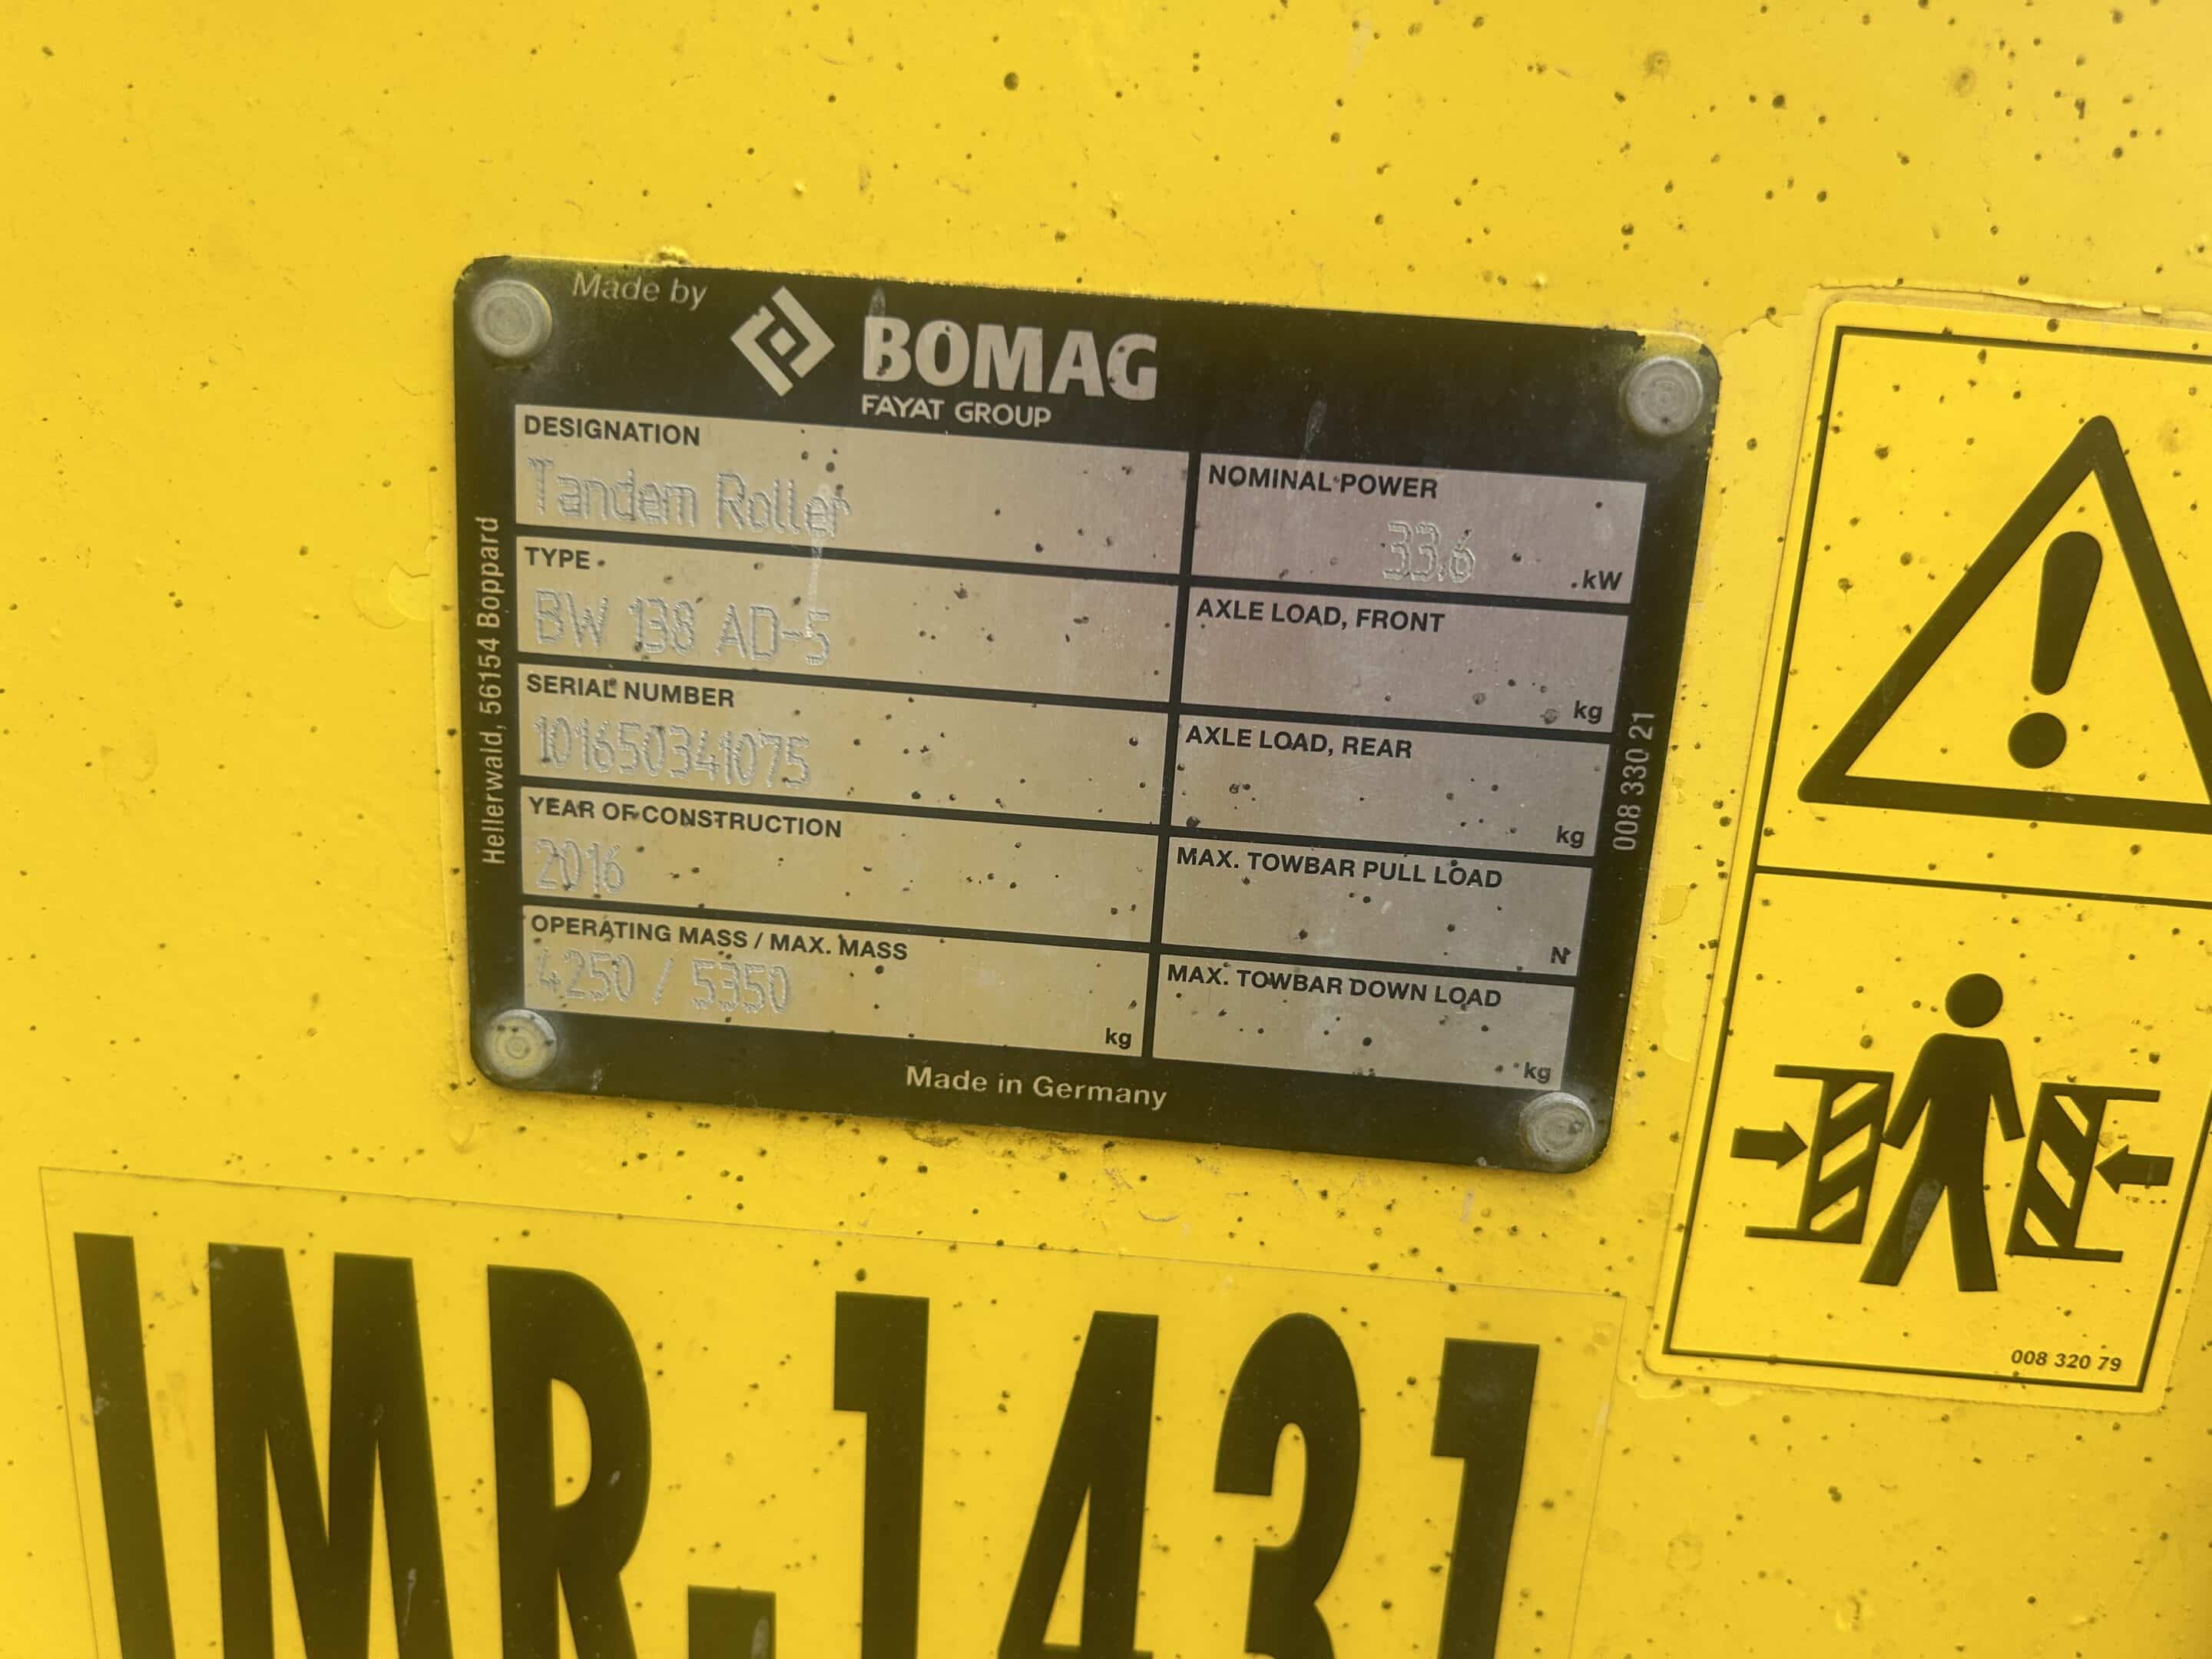 Made by
BOMAG
FAYAT GROUP
DESIGNATION
Tandem Roller
TYPE
BW 138 AD-5
SERIAL NUMBER
101650341075
YEAR OF CONSTRUCTION
2016
OPERATING MASS / MAX. MASS
4250 / 5350
kg
NOMINAL POWER
33.6
kW
AXLE LOAD, FRONT
kg
AXLE LOAD, REAR
kg
MAX. TOWBAR PULL LOAD
N
MAX. TOWBAR DOWN LOAD
kg
Made in Germany
Hellerwald, 56154 Boppard
008 330 21
008 320 79
IMR.1431